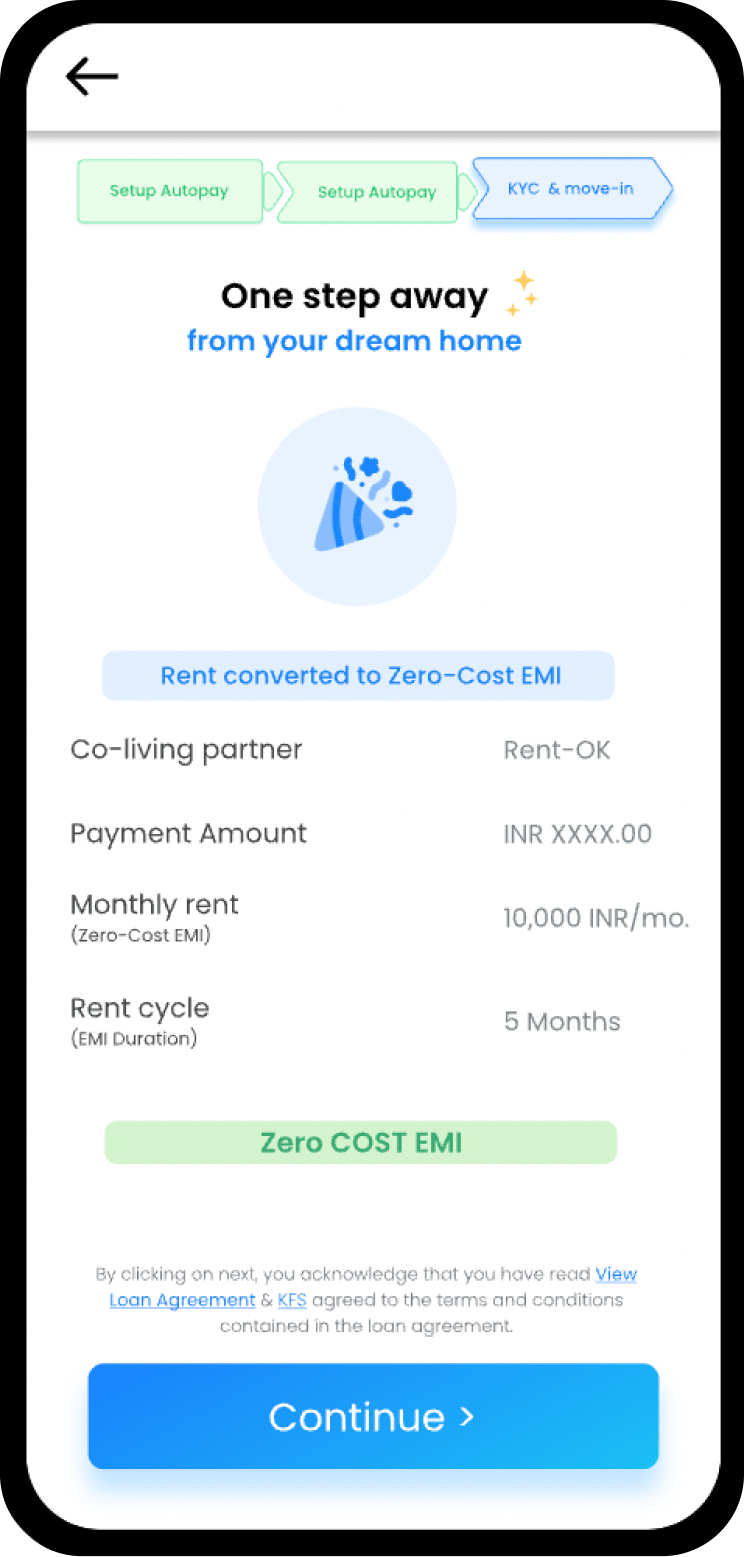 Setup Autopay
Setup Autopay
KYC & move-in
One step away
from your dream home
Rent converted to Zero-Cost EMI
Co-living partner
Rent-OK
Payment Amount
INR XXXX.00
Monthly rent
(Zero-Cost EMI)
10,000 INR/mo.
Rent cycle
(EMI Duration)
5 Months
Zero COST EMI
By clicking on next, you acknowledge that you have read View
Loan Agreement & KFS agreed to the terms and conditions
contained in the loan agreement.
Continue >